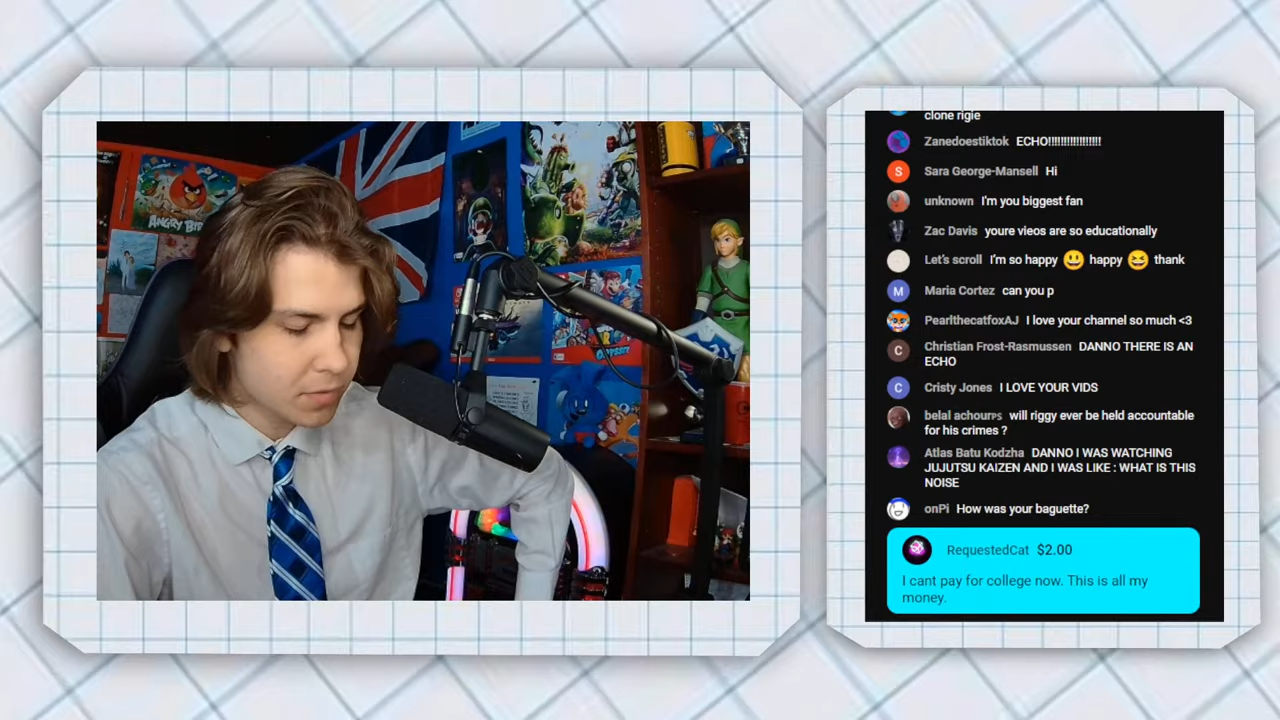 ANGRY BIRDS
clone rigie
Zanedoestiktok ECHO!!!!!!!!!!!!!!!!!!
Sara George-Mansell Hi
unknown I'm you biggest fan
Zac Davis youre vieos are so educationally
Let's scroll I'm so happy 😃 happy 😆 thank
Maria Cortez can you p
PearlthecatfoxAJ I love your channel so much <3
Christian Frost-Rasmussen DANNO THERE IS AN
ECHO
Cristy Jones I LOVE YOUR VIDS
belal achourps will riggy ever be held accountable
for his crimes ?
Atlas Batu Kodzha DANNO I WAS WATCHING
JUJUTSU KAIZEN AND I WAS LIKE : WHAT IS THIS
NOISE
onPi How was your baguette?
RequestedCat $2.00
I cant pay for college now. This is all my
money.